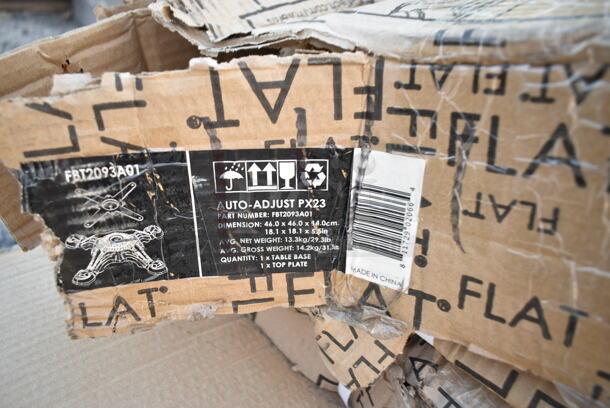 FLAT.
FLAT
FBT2093A01
AUTO-ADJUST PX23
PART NUMBER: FBT2093A01
DIMENSION: 46.0 x 46.0 x 14.0cm
18.1 x 18.1 x 5.5in
AVG. NET WEIGHT: 13.3kg/29.3lb
AVG. GROSS WEIGHT: 14.2kg/31.3lb
QUANTITY: 1 x TABLE BASE
1 x TOP PLATE
MADE IN CHINA
FLAT
FLAT
FLAT
LAT.